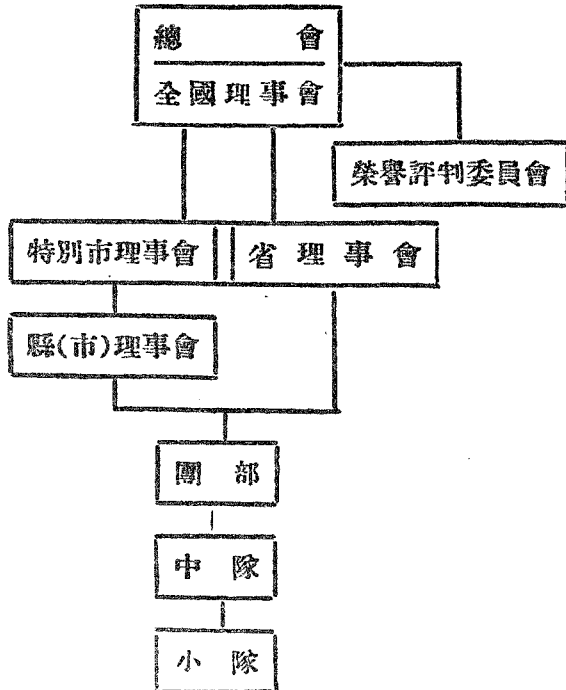 總會
全國理事會
榮譽評判委員會
特別市理事會
省理事會
縣(市)理事會
團部
中隊
小隊